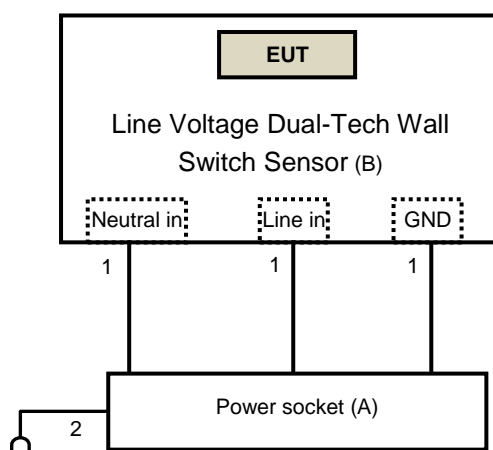 EUT
Line Voltage Dual-Tech Wall
Switch Sensor (B)
Neutral in
Line in
GND
1
1
1
Power socket (A)
2